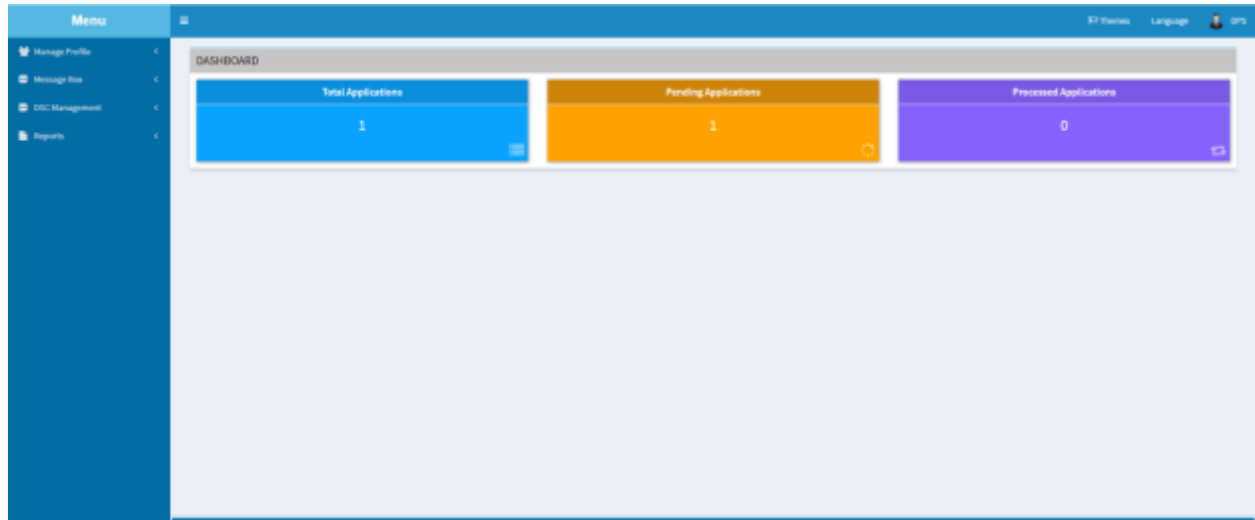 Menu
Themes Language DPS
Manage Profile
Message Box
DSC Management
Reports
DASHBOARD
Total Applications
1
Pending Applications
1
Processed Applications
0